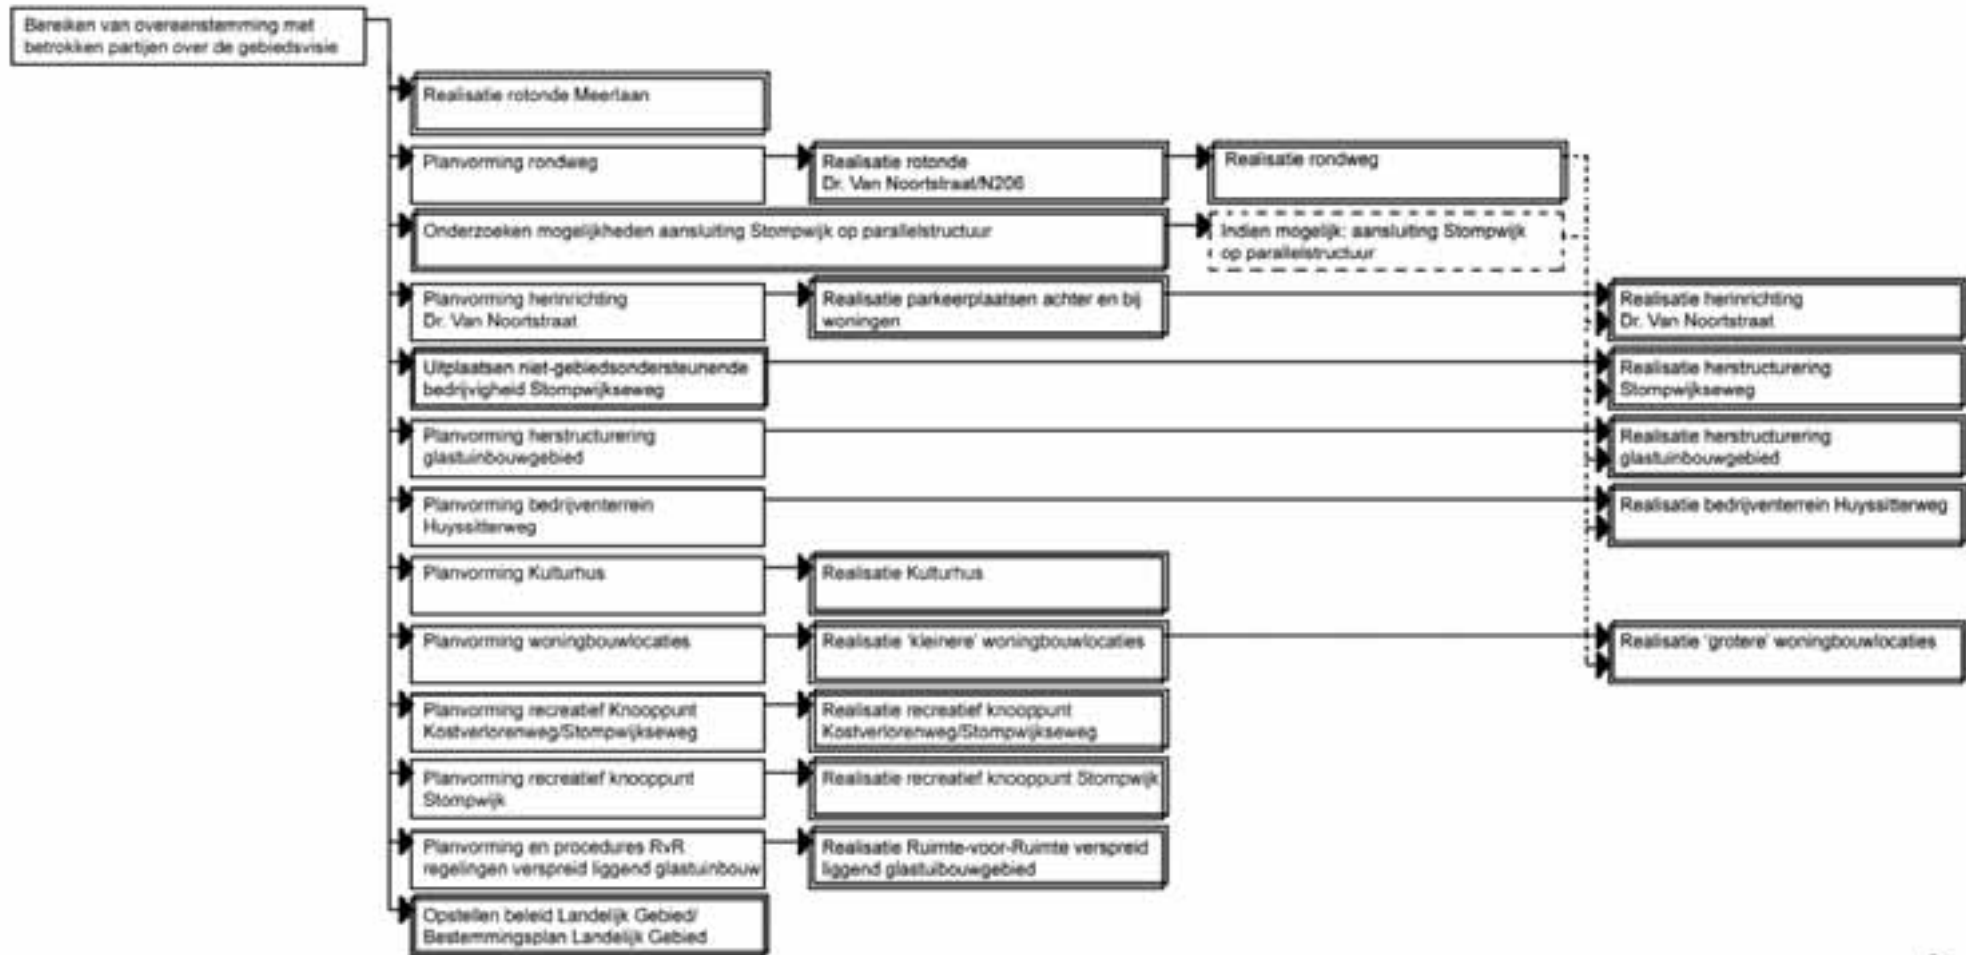 Bereiken van overeenstemming met
betrokken partijen over de gebiedsvisie
Realisatie rotonde Meerlaan
Planvorming rondweg
Realisatie rotonde
Dr. Van Noortstraat/N206
Realisatie rondweg
Onderzoeken mogelijkheden aansluiting Stompwijk op parallelstructuur
Indien mogelijk: aansluiting Stompwijk
op parallelstructuur
Planvorming herinrichting
Dr. Van Noortstraat
Realisatie parkeerplaatsen achter en bij
woningen
Realisatie herinrichting
Dr. Van Noortstraat
Uitplaatsen niet-gebiedsondersteunende
bedrijvigheid Stompwijkseweg
Realisatie herstructurering
Stompwijkseweg
Planvorming herstructurering
glastuinbouwgebied
Realisatie herstructurering
glastuinbouwgebied
Planvorming bedrijventerrein
Huyssitterweg
Realisatie bedrijventerrein Huyssitterweg
Planvorming Kulturhus
Realisatie Kulturhus
Planvorming woningbouwlocaties
Realisatie 'kleinere' woningbouwlocaties
Realisatie 'grotere' woningbouwlocaties
Planvorming recreatief Knooppunt
Kostverlorenweg/Stompwijkseweg
Realisatie recreatief knooppunt
Kostverlorenweg/Stompwijkseweg
Planvorming recreatief knooppunt
Stompwijk
Realisatie recreatief knooppunt Stompwijk
Planvorming en procedures RvR
regelingen verspreid liggend glastuinbouw
Realisatie Ruimte-voor-Ruimte verspreid
liggend glastuibouwgebied
Opstellen beleid Landelijk Gebied/
Bestemmingsplan Landelijk Gebied